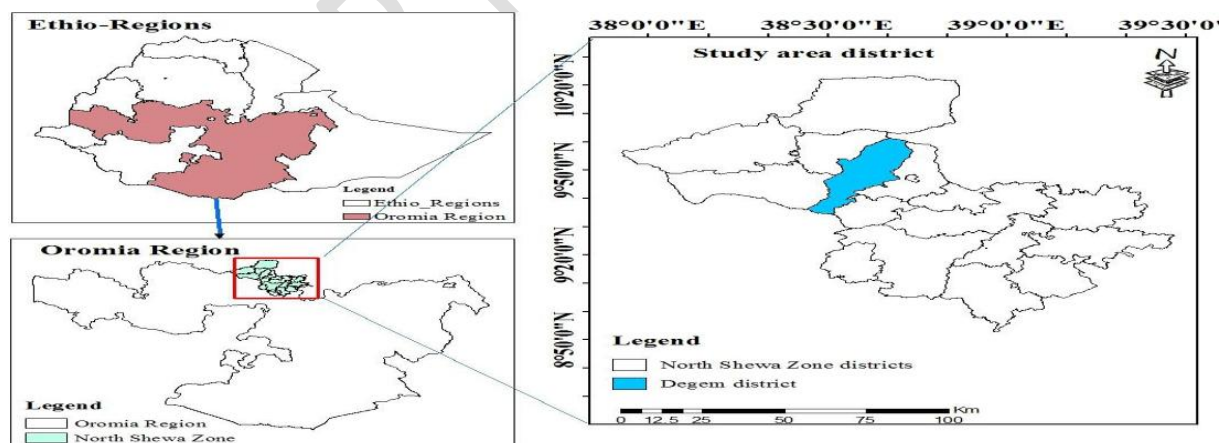 Ethio-Regions
Legend
Ethio_Regions
Oromia Region
Oromia Region
Legend
Oromia Region
North Shewa Zone
38°0'0"E 38°30'0"E 39°0'0"E 39°30'0"E
Study area district
N
10°20'0"N
9°50'0"N
9°20'0"N
8°50'0"N
Legend
North Shewa Zone districts
Degem district
Km
0 12.5 25 50 75 100